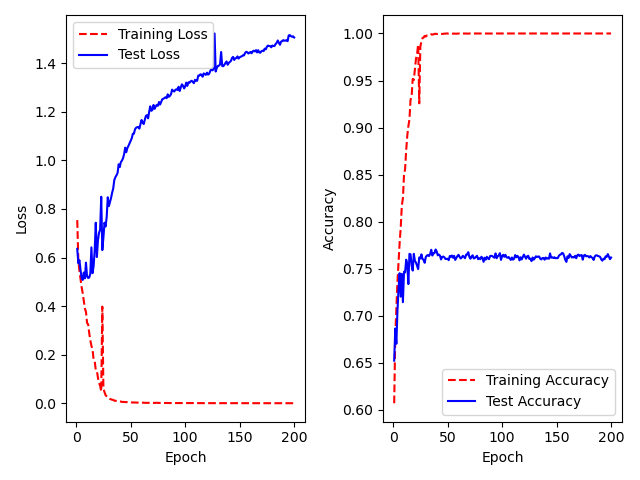 Training Loss
Test Loss
Loss
1.4
1.2
1.0
0.8
0.6
0.4
0.2
0.0
0 50 100 150 200
Epoch
Accuracy
1.00
0.95
0.90
0.85
0.80
0.75
0.70
0.65
0.60
Training Accuracy
Test Accuracy
0 50 100 150 200
Epoch